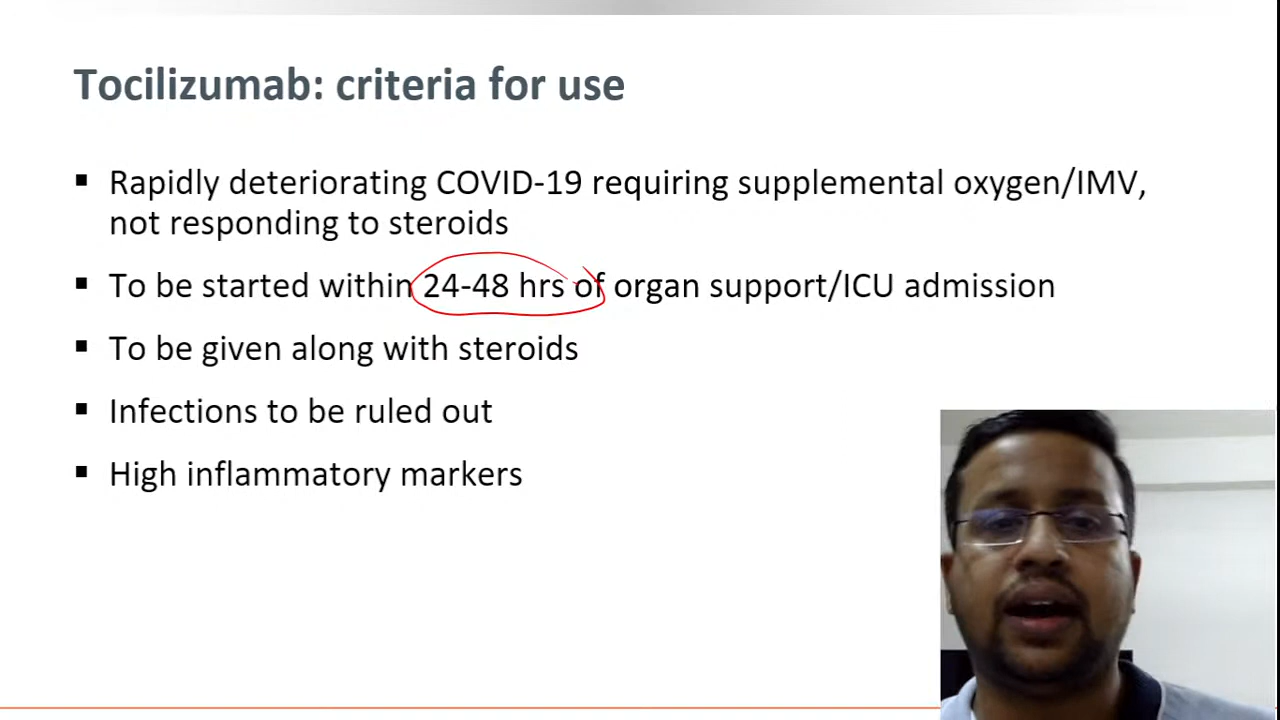 Tocilizumab: criteria for use
▪ Rapidly deteriorating COVID-19 requiring supplemental oxygen/IMV,
not responding to steroids
▪ To be started within 24-48 hrs of organ support/ICU admission
▪ To be given along with steroids
▪ Infections to be ruled out
▪ High inflammatory markers